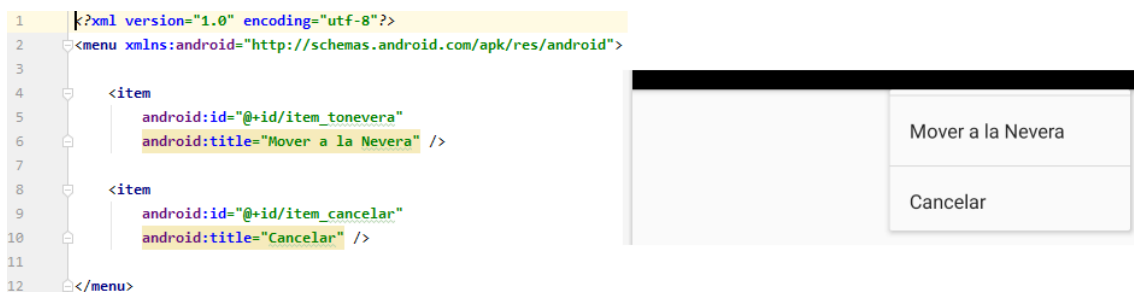 1 <?xml version="1.0" encoding="utf-8"?>
2 <menu xmlns:android="http://schemas.android.com/apk/res/android">
3
4 <item
5 android:id="@+id/item_tonevera"
6 android:title="Mover a la Nevera" />
7
8 <item
9 android:id="@+id/item_cancelar"
10 android:title="Cancelar" />
11
12 </menu>
Mover a la Nevera
Cancelar